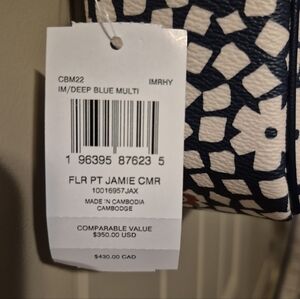 CBM22 IMRHY
IM/DEEP BLUE MULTI
1 96395 87623 5
FLR PT JAMIE CMR
10016957JAX
MADE IN CAMBODIA
CAMBODGE
COMPARABLE VALUE
$350.00 USD
$430.00 CAD